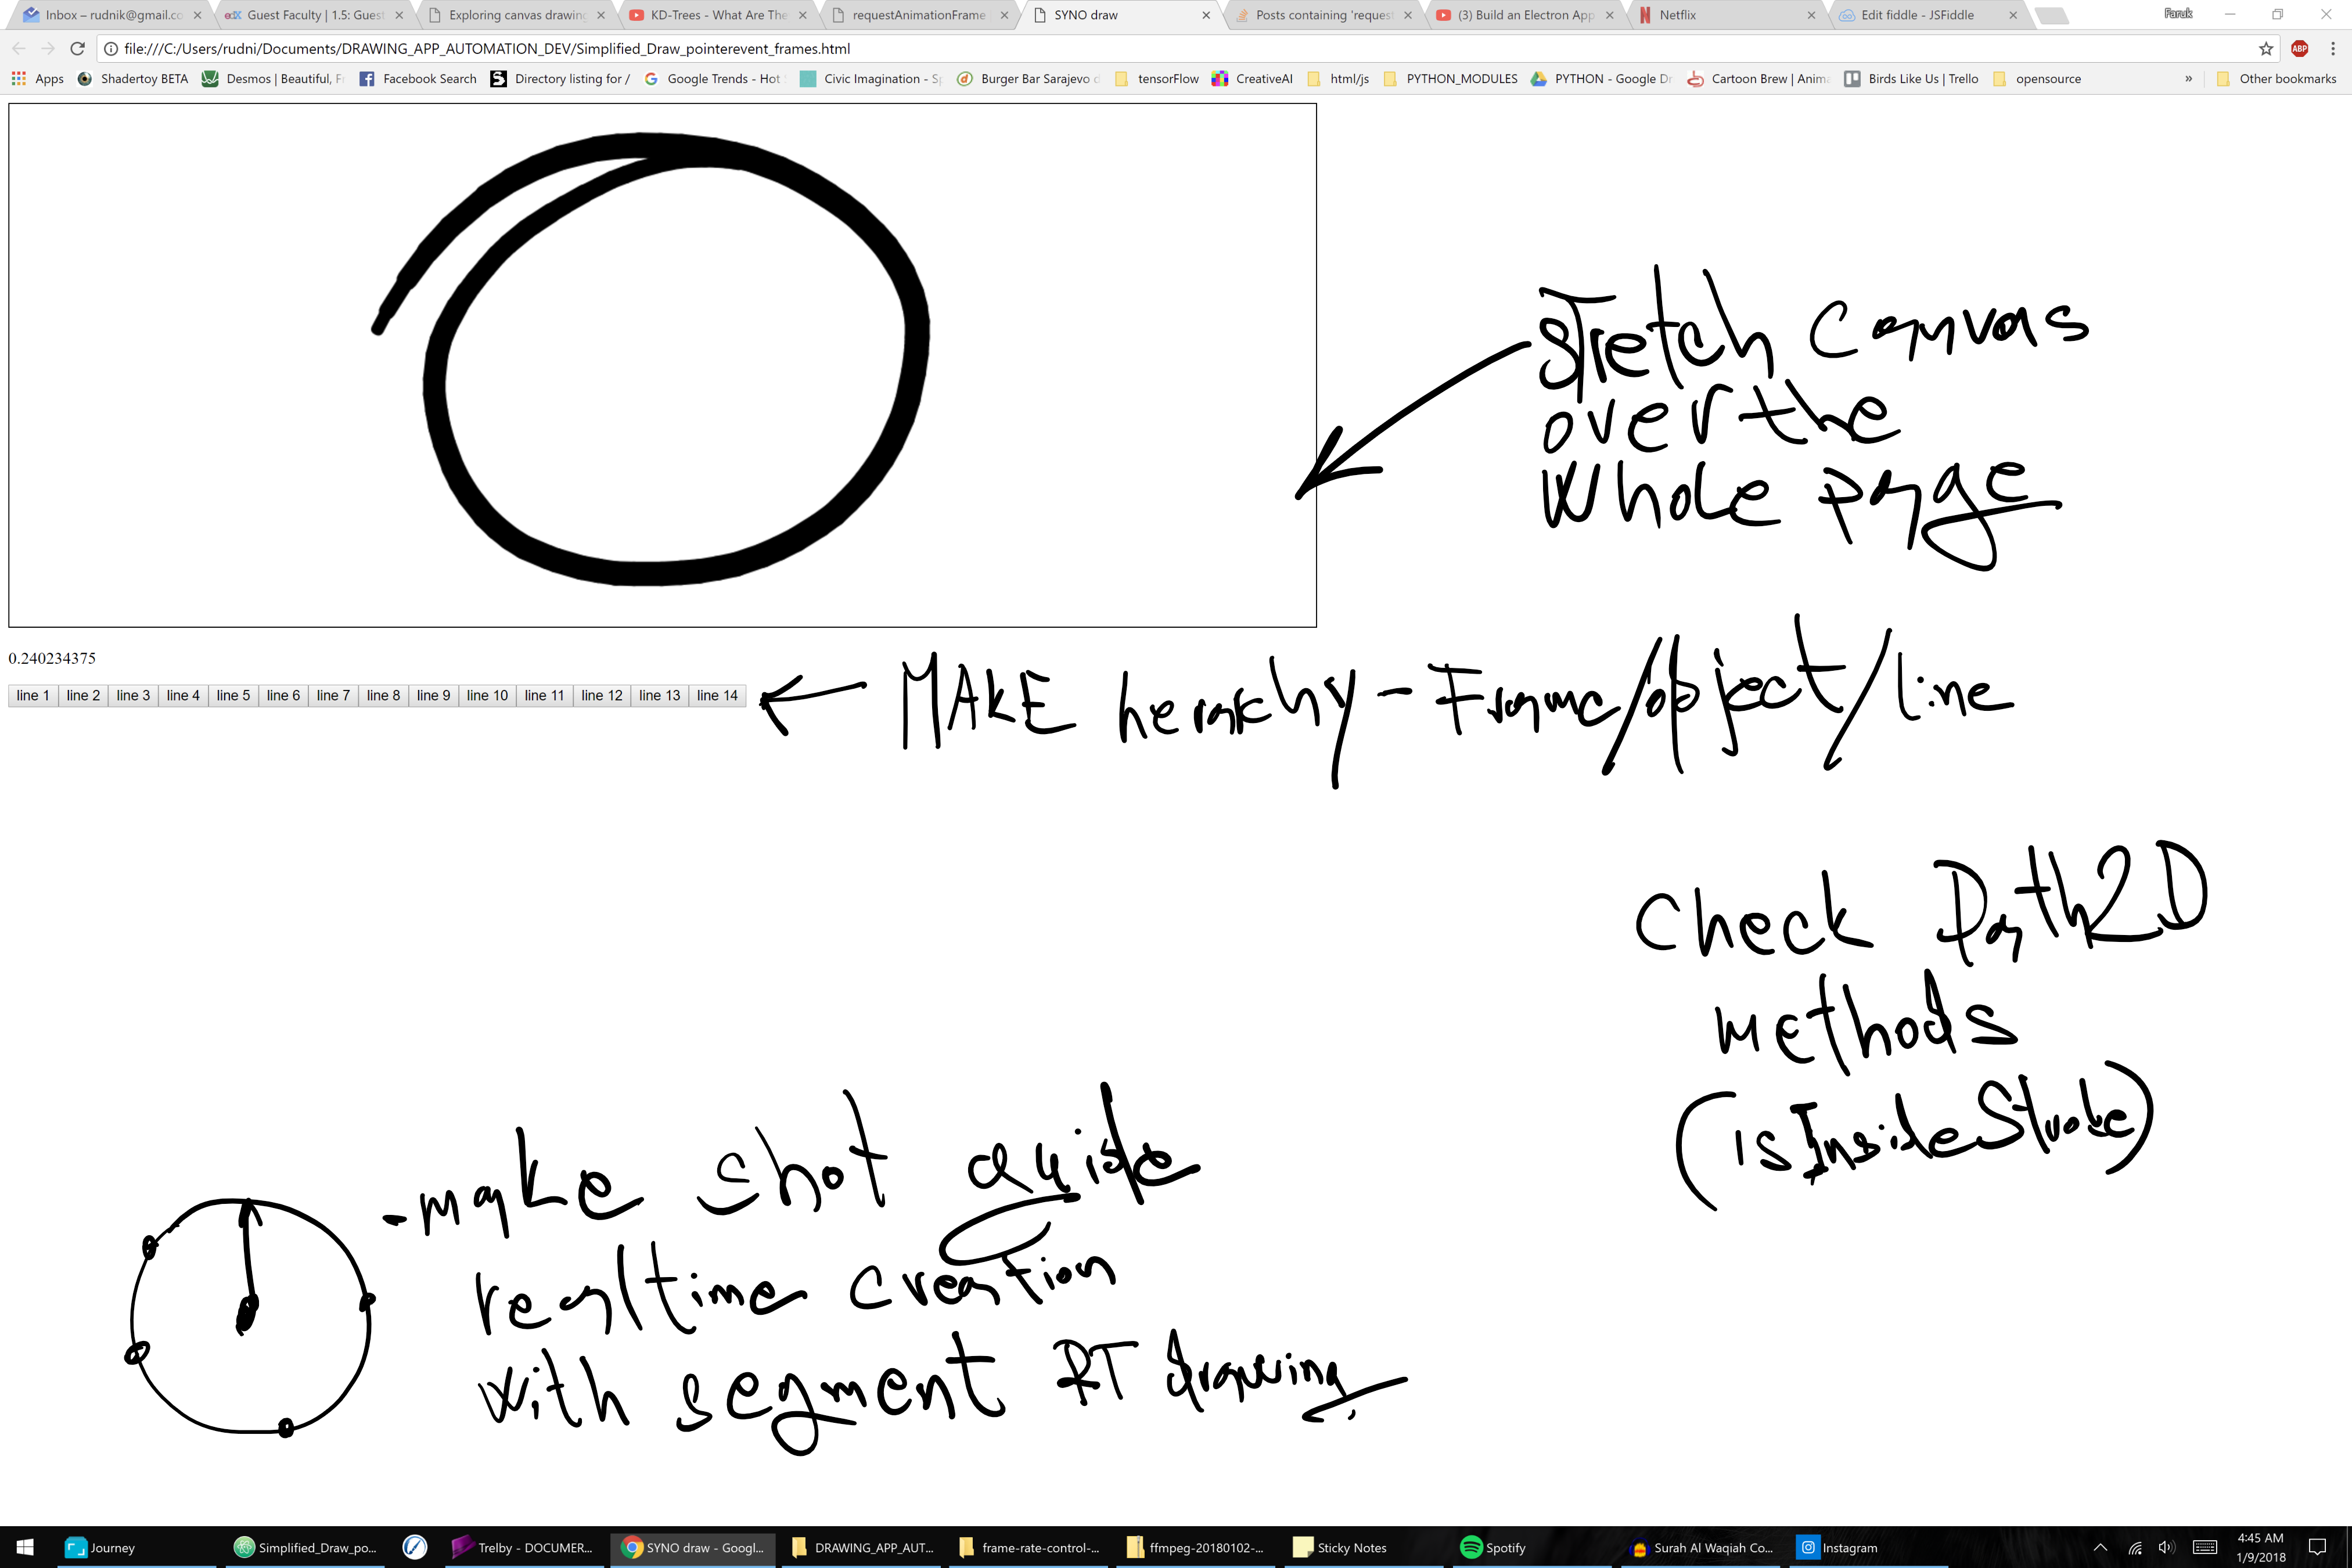 Inbox – rudnik@gmail.co
Guest Faculty | 1.5: Gues
Exploring canvas drawing
KD-Trees - What Are The
requestAnimationFrame
SYNO draw
Posts containing 'reques
(3) Build an Electron App
Netflix
Edit fiddle - JSFiddle
Faruk
file:///C:/Users/rudni/Documents/DRAWING_APP_AUTOMATION_DEV/Simplified_Draw_pointerevent_frames.html
ABP
Apps
Shadertoy BETA
Desmos | Beautiful, F
Facebook Search
Directory listing for /
Google Trends - Hot
Civic Imagination - S
Burger Bar Sarajevo
tensorFlow
CreativeAI
html/js
PYTHON_MODULES
PYTHON - Google Dr
Cartoon Brew | Anim
Birds Like Us | Trello
opensource
»
Other bookmarks
Stretch Canvas
over the
Whole page
0.240234375
line 1 line 2 line 3 line 4 line 5 line 6 line 7 line 8 line 9 line 10 line 11 line 12 line 13 line 14
MAKE herarchy - Frame/object/line
Check Path2D
methods
(isInsideStroke)
- make shot guide
realtime creation
with segment RT drawing
Journey
Simplified_Draw_po...
Trelby - DOCUMER...
SYNO draw - Googl...
DRAWING_APP_AUT...
frame-rate-control-...
ffmpeg-20180102-...
Sticky Notes
Spotify
Surah Al Waqiah Co...
Instagram
4:45 AM
1/9/2018